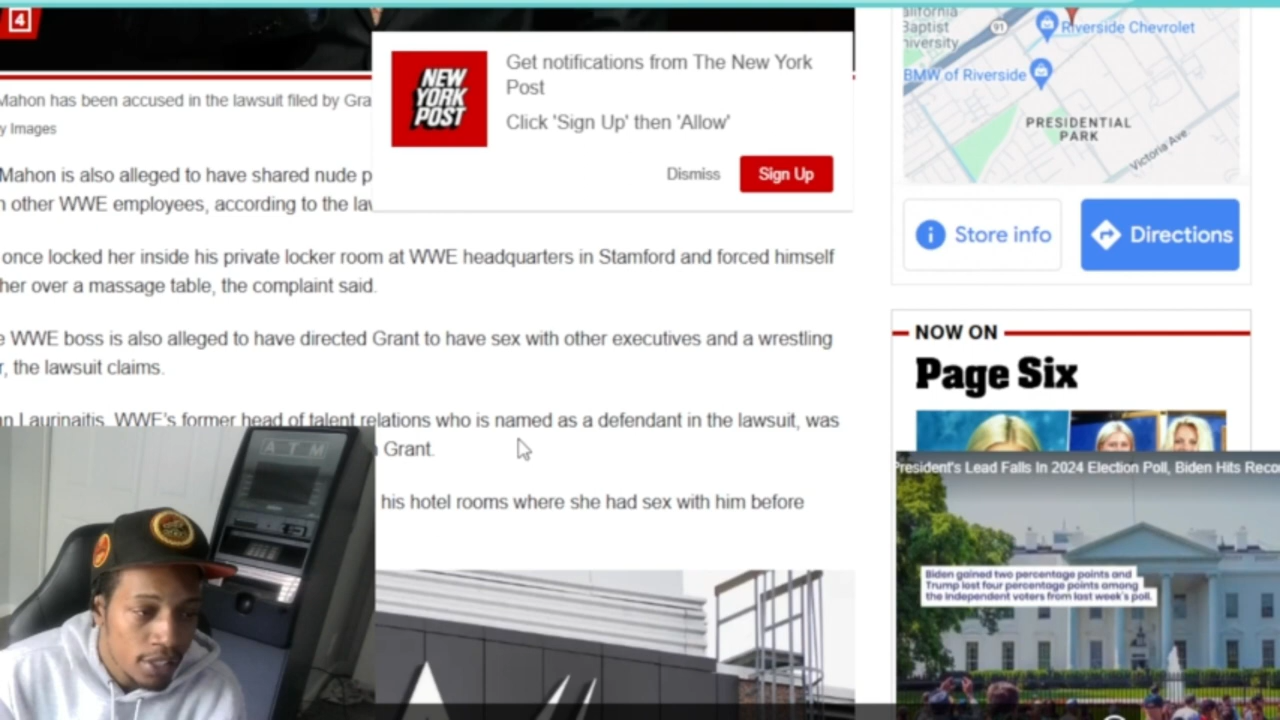 4
Mahon has been accused in the lawsuit filed by Gra
y Images
Mahon is also alleged to have shared nude p
n other WWE employees, according to the lav
once locked her inside his private locker room at WWE headquarters in Stamford and forced himself
her over a massage table, the complaint said.
e WWE boss is also alleged to have directed Grant to have sex with other executives and a wrestling
r, the lawsuit claims.
n Laurinaitis, WWE's former head of talent relations who is named as a defendant in the lawsuit, was
Grant.
his hotel rooms where she had sex with him before
NEW
YORK
POST
Get notifications from The New York
Post
Click 'Sign Up' then 'Allow'
Dismiss
Sign Up
ATM
alifornia
Baptist
niversity
91
Riverside Chevrolet
BMW of Riverside
PRESIDENTIAL
PARK
Victoria Ave
Store info
Directions
NOW ON
Page Six
President's Lead Falls In 2024 Election Poll, Biden Hits Reco
Biden gained two percentage points and
Trump lost four percentage points among
the independent voters from last week's poll.